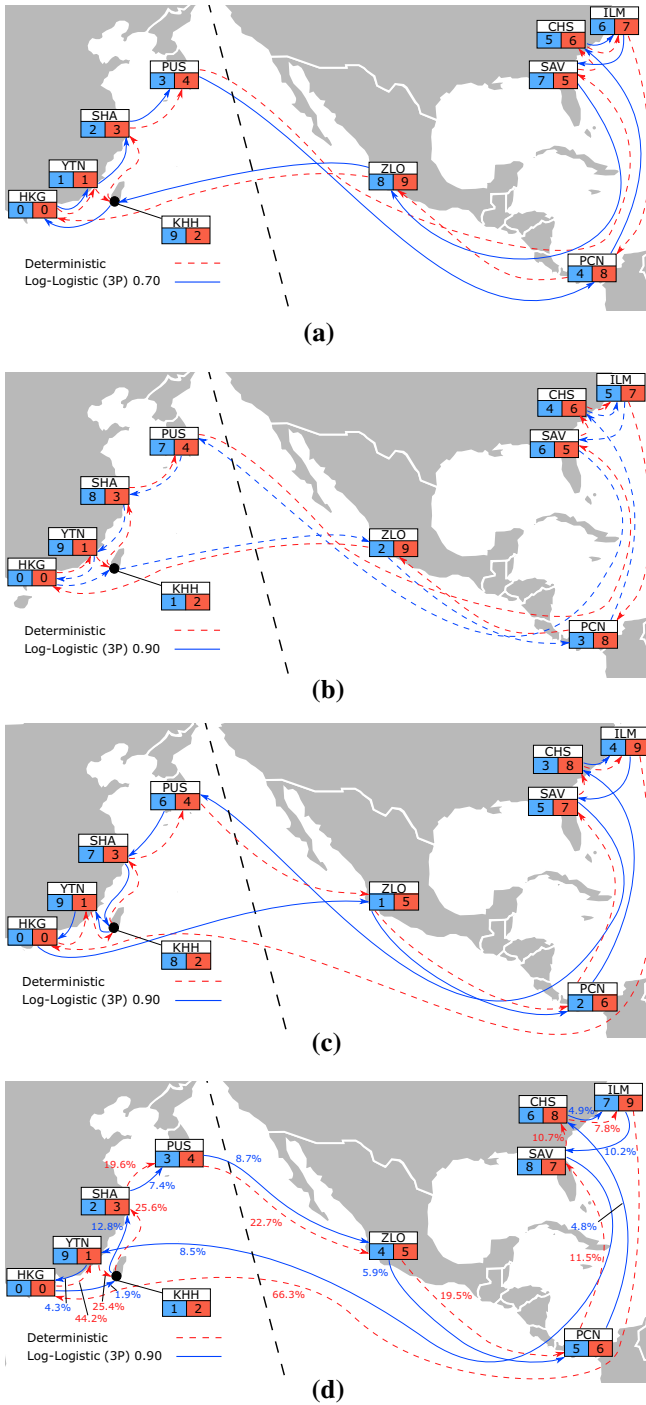 ILM
6 7
CHS
5 6
SAV
7 5
PUS
3 4
SHA
2 3
YTN
1 1
HKG
0 0
ZLO
8 9
KHH
9 2
PCN
4 8
Deterministic
Log-Logistic (3P) 0.70
(a)
ILM
5 7
CHS
4 6
SAV
6 5
PUS
7 4
SHA
8 3
YTN
9 1
HKG
0 0
ZLO
2 9
KHH
1 2
PCN
3 8
Deterministic
Log-Logistic (3P) 0.90
(b)
ILM
4 9
CHS
3 8
SAV
5 7
PUS
6 4
SHA
7 3
YTN
9 1
HKG
0 0
ZLO
1 5
KHH
8 2
PCN
2 6
Deterministic
Log-Logistic (3P) 0.90
(c)
ILM
7 9
CHS
6 8
4.9%
7.8%
10.7%
10.2%
SAV
8 7
PUS
3 4
19.6%
7.4%
8.7%
SHA
2 3
25.6%
12.8%
22.7%
4.8%
YTN
9 1
8.5%
ZLO
4 5
11.5%
5.9%
HKG
0 0
4.3%
25.4%
1.9%
44.2%
66.3%
19.5%
KHH
1 2
PCN
5 6
Deterministic
Log-Logistic (3P) 0.90
(d)